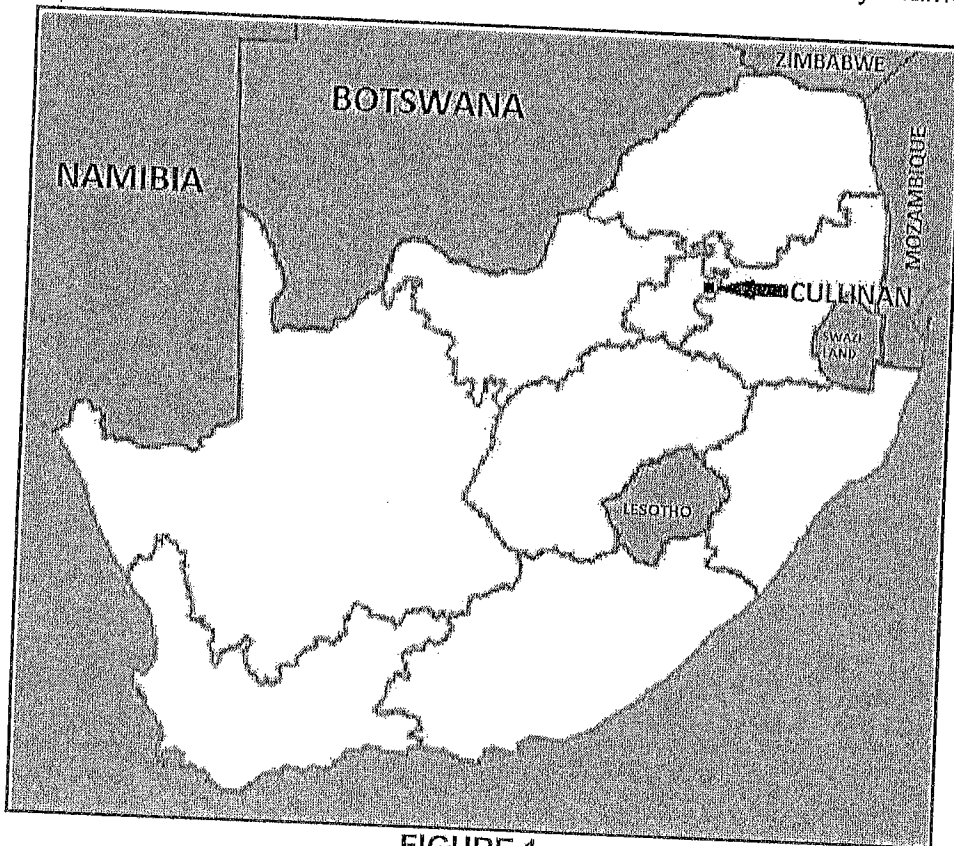 ZIMBABWE
BOTSWANA
NAMIBIA
MOZAMBIQUE
CULLINAN
SWAZI-
LAND
LESOTHO
FIGURE 1